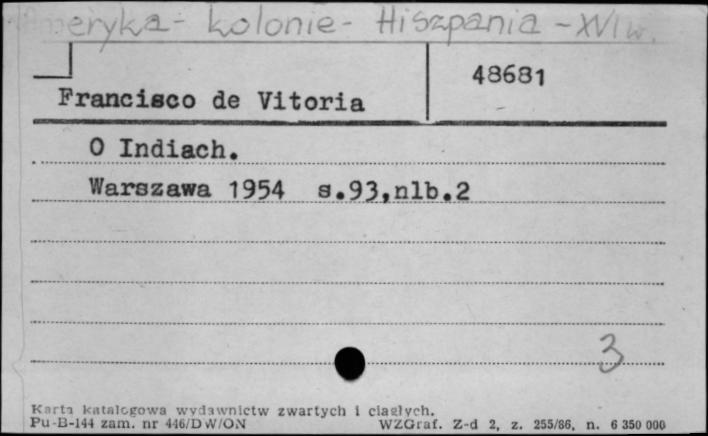 Ameryka - kolonie - Hiszpania - XVI w.
48681
Francisco de Vitoria
O Indiach.
Warszawa 1954 s.93,nlb.2
3
Karta katalogowa wydawnictw zwartych i ciągłych.
Pu-B-144 zam. nr 446/DW/ON WZGraf. Z-d 2, z. 255/86, n. 6 350 000